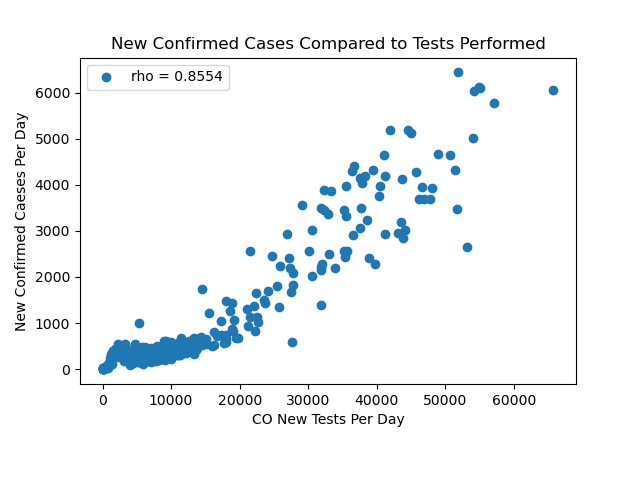 New Confirmed Cases Compared to Tests Performed
rho = 0.8554
6000
5000
4000
3000
2000
1000
0
New Confirmed Caeses Per Day
0 10000 20000 30000 40000 50000 60000
CO New Tests Per Day